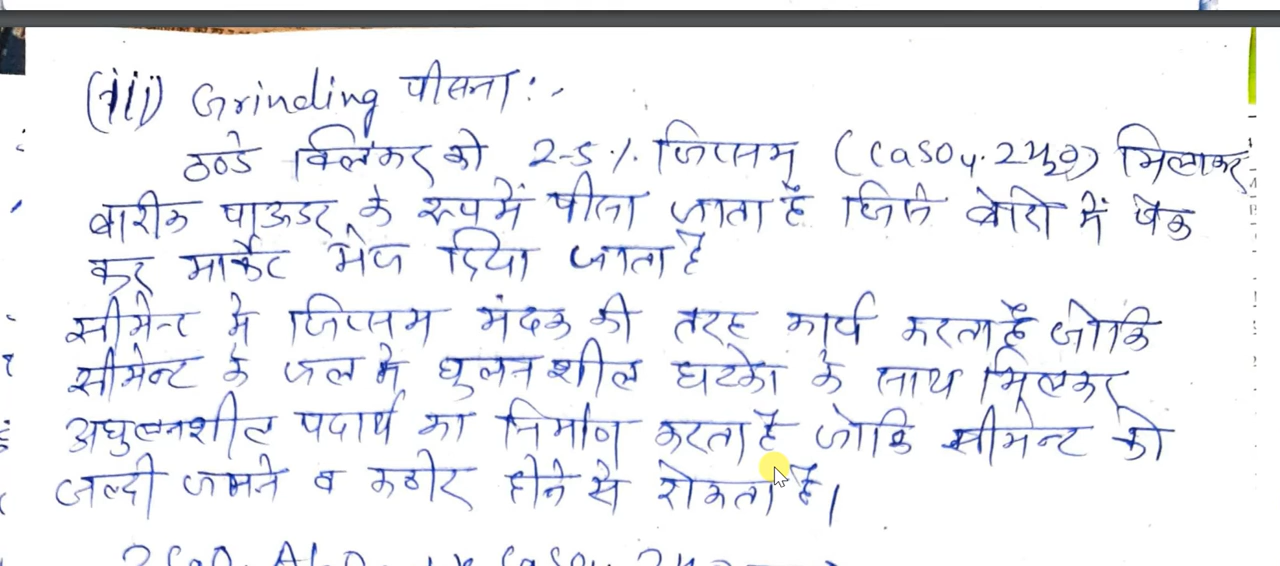 (iii) Grinding पीसना :-
ठण्डे क्लिंकर को 2-5% जिप्सम (CaSO4.2H2O) मिलाकर
बारीक पाऊडर के रूप में पीसा जाता है जिसे बोरो में पैक
कर मार्केट भेज दिया जाता है
सीमेन्ट में जिप्सम मंदक की तरह कार्य करता है जोकि
सीमेन्ट के जल में घुलनशील घटको के साथ मिलकर
अघुलनशील पदार्थ का निर्माण करता है जोकि सीमेन्ट को
जल्दी जमने व कठोर होने से रोकता है।